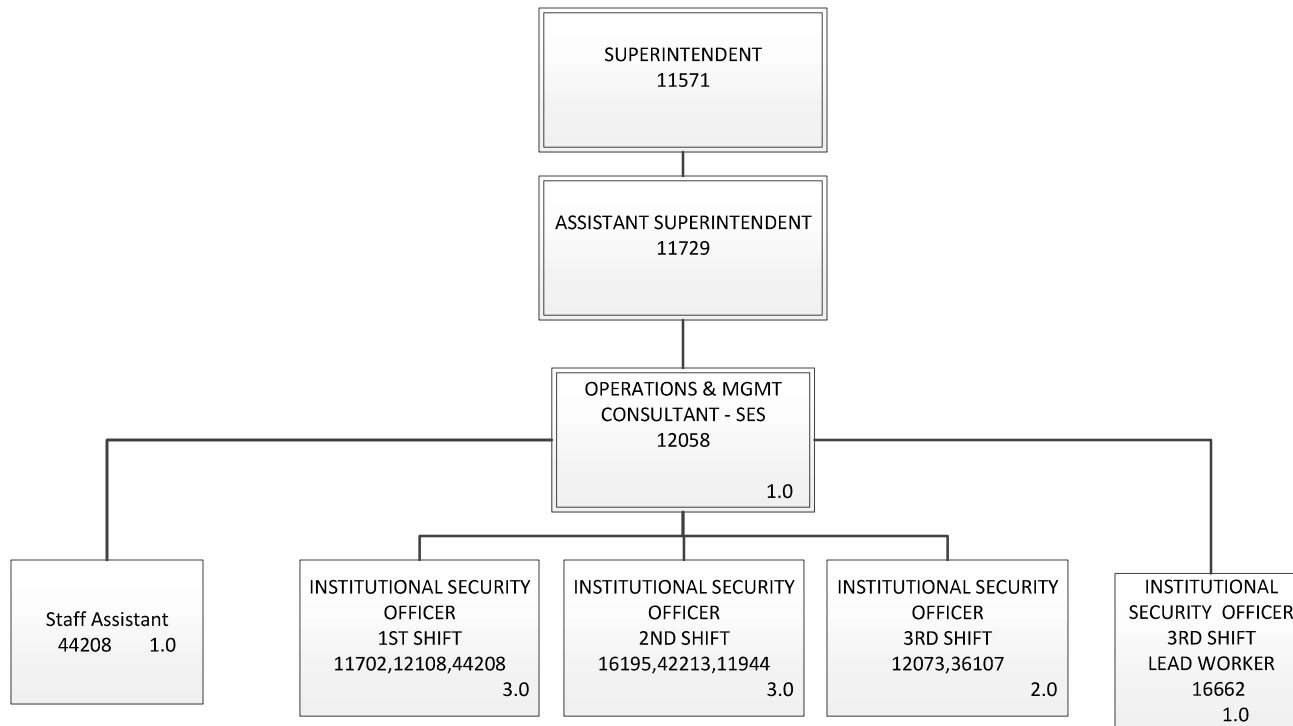 SUPERINTENDENT
11571
ASSISTANT SUPERINTENDENT
11729
OPERATIONS & MGMT
CONSULTANT - SES
12058
1.0
Staff Assistant
44208 1.0
INSTITUTIONAL SECURITY
OFFICER
1ST SHIFT
11702,12108,44208
3.0
INSTITUTIONAL SECURITY
OFFICER
2ND SHIFT
16195,42213,11944
3.0
INSTITUTIONAL SECURITY
OFFICER
3RD SHIFT
12073,36107
2.0
INSTITUTIONAL
SECURITY OFFICER
3RD SHIFT
LEAD WORKER
16662
1.0